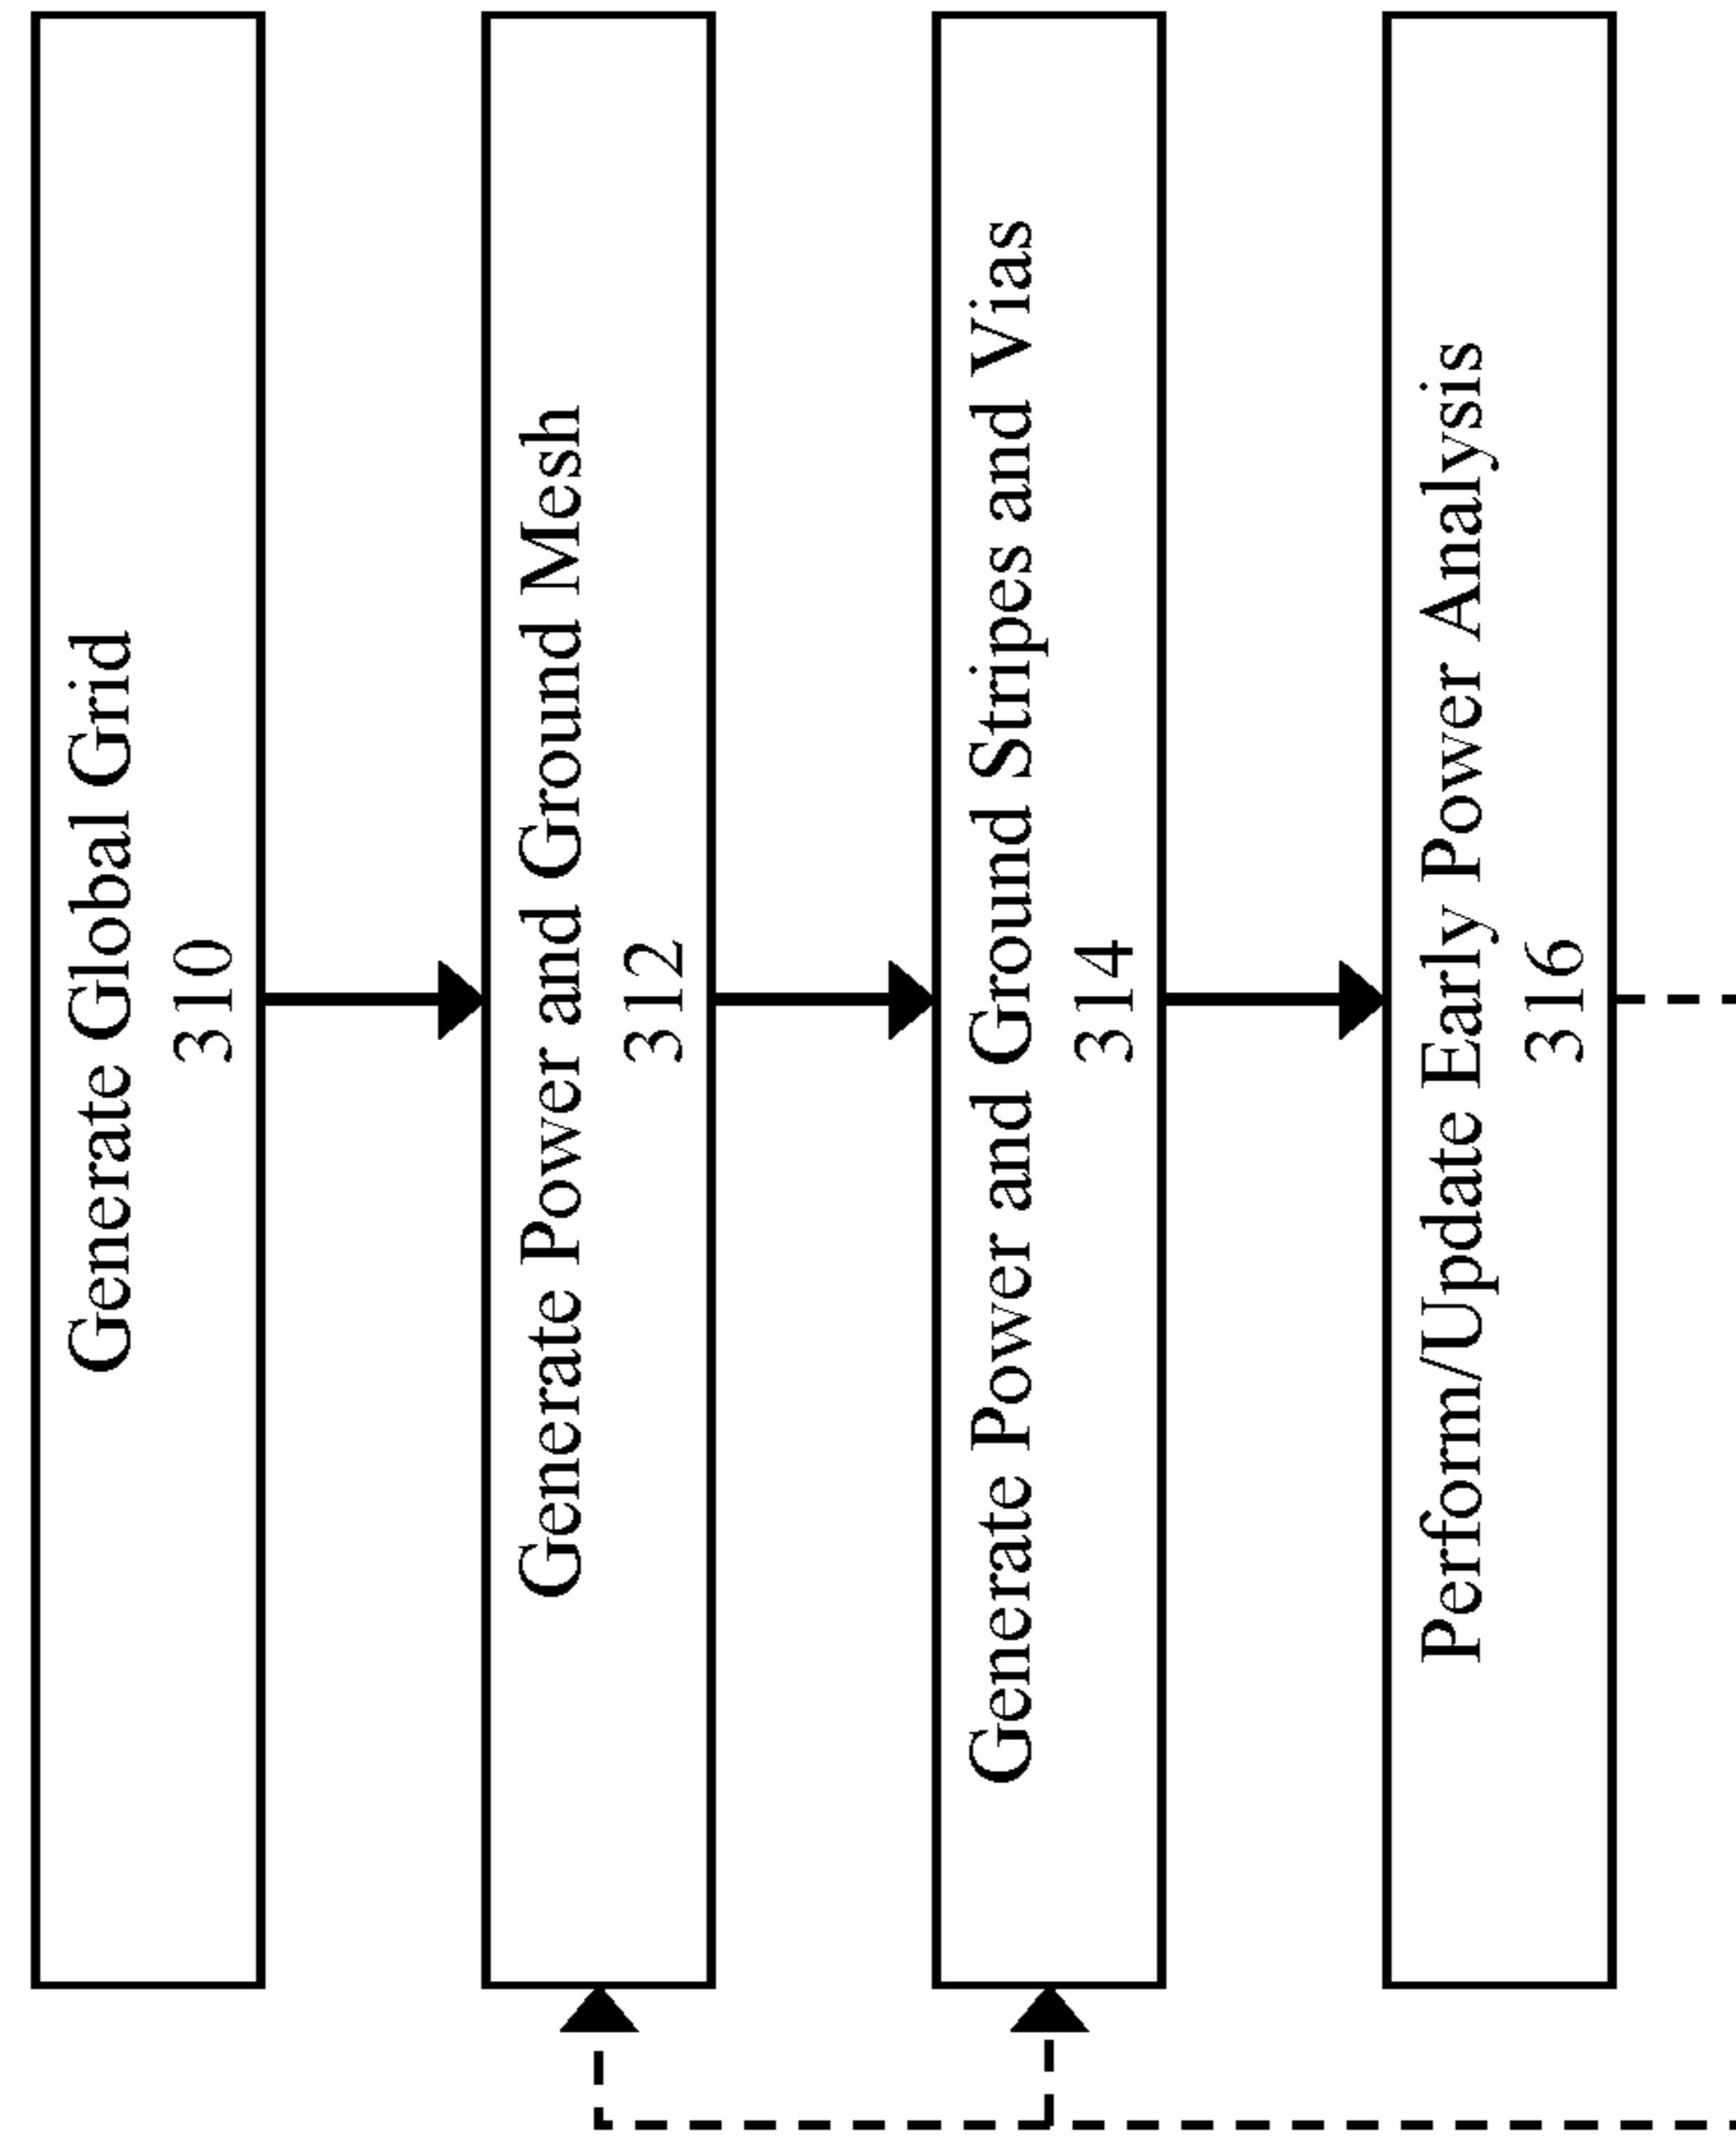 Generate Global Grid
310
Generate Power and Ground Mesh
312
Generate Power and Ground Stripes and Vias
314
Perform/Update Early Power Analysis
316